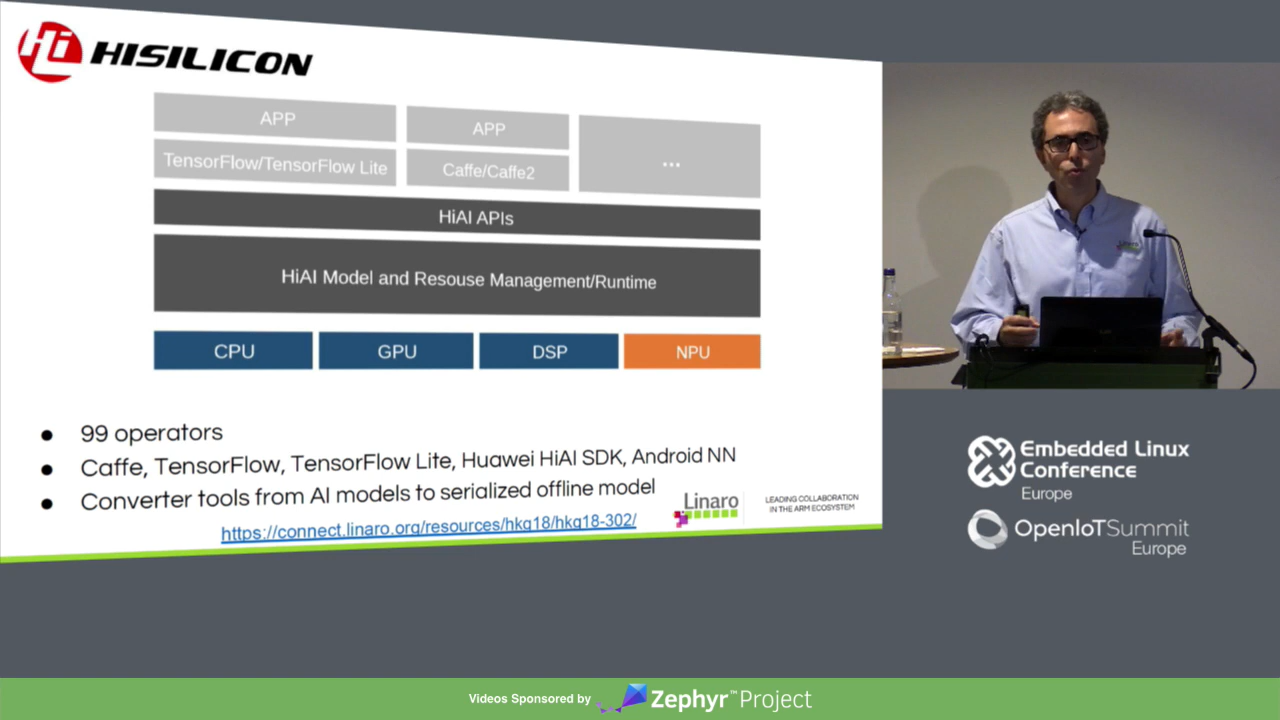 Hi HISILICON
APP
APP
...
TensorFlow/TensorFlow Lite
Caffe/Caffe2
HiAI APIs
HiAI Model and Resouse Management/Runtime
CPU
GPU
DSP
NPU
● 99 operators
● Caffe, TensorFlow, TensorFlow Lite, Huawei HiAI SDK, Android NN
● Converter tools from AI models to serialized offline model
https://connect.linaro.org/resources/hkg18/hkg18-302/
Linaro
LEADING COLLABORATION
IN THE ARM ECOSYSTEM
Linaro
Embedded Linux
Conference
Europe
OpenIoTSummit
Europe
Videos Sponsored by Zephyr™Project